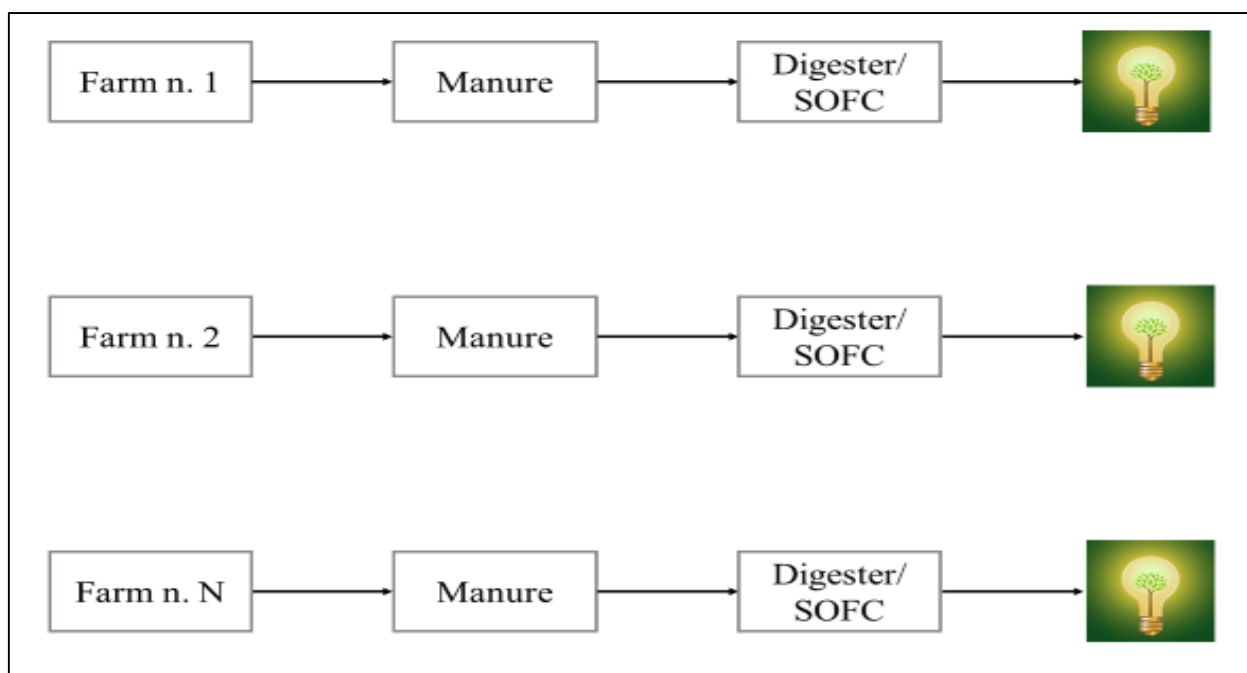 Farm n. 1
Manure
Digester/
SOFC
Farm n. 2
Manure
Digester/
SOFC
Farm n. N
Manure
Digester/
SOFC